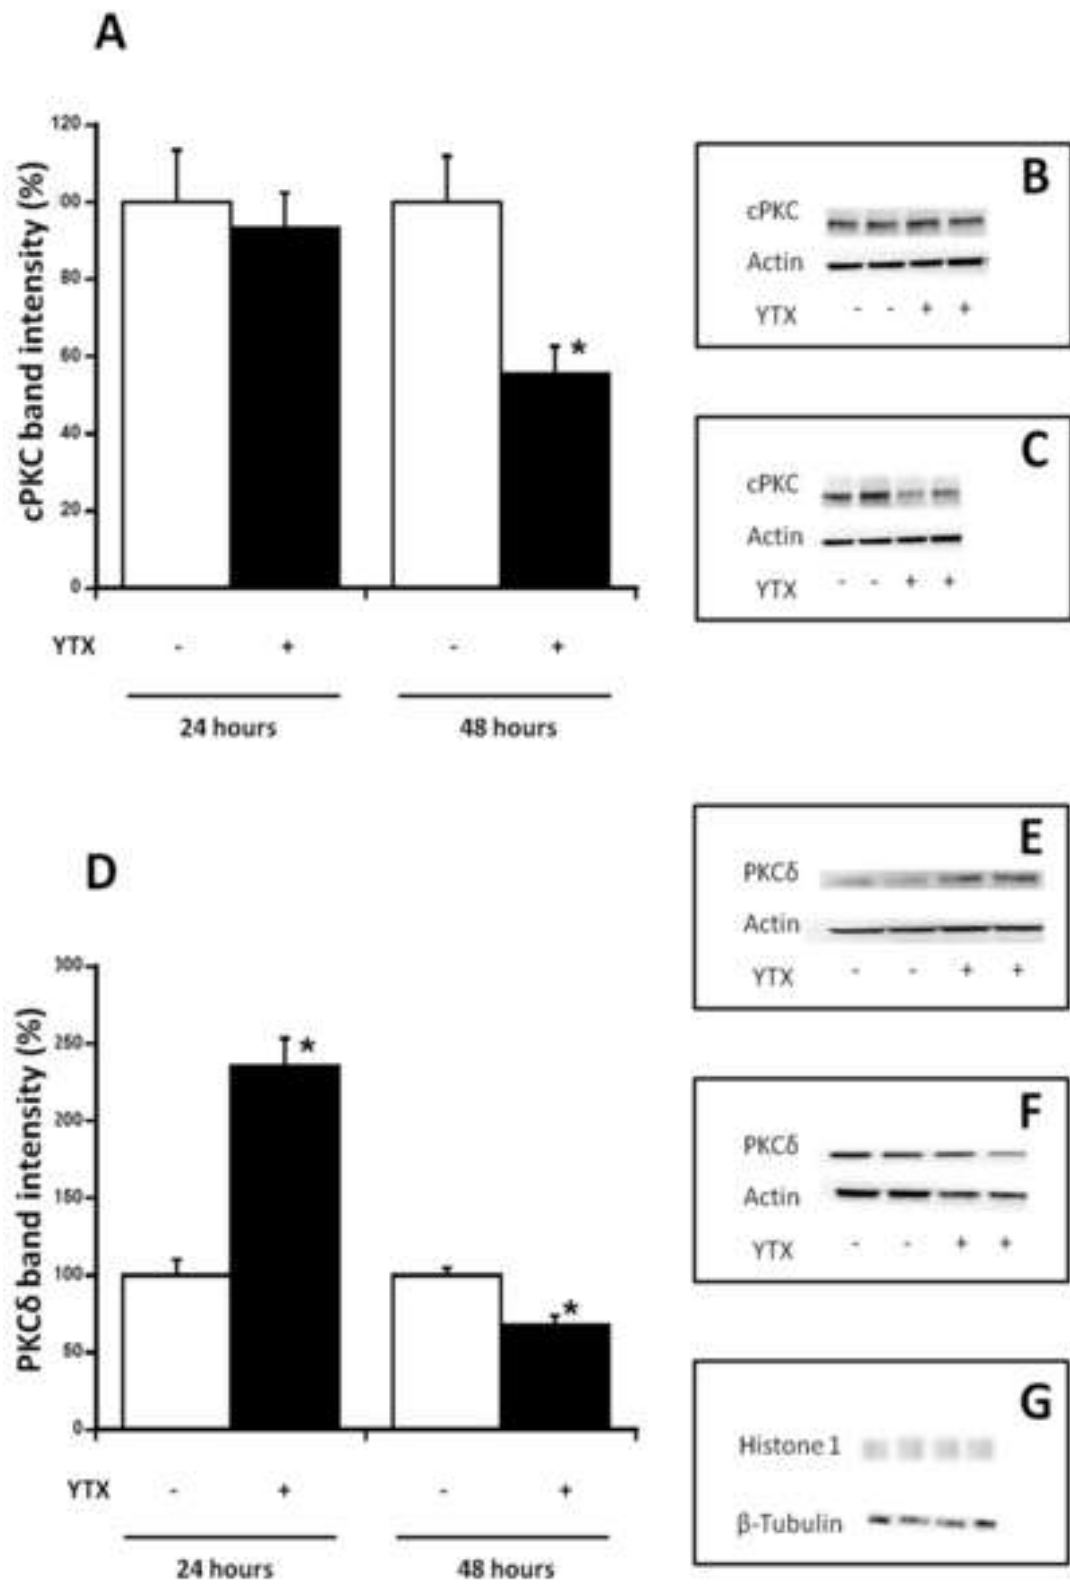 A
cPKC band intensity (%)
120
00
80
60
40
20
0
*
YTX - + - +
24 hours 48 hours
B
cPKC
Actin
YTX - - + +
C
cPKC
Actin
YTX - - + +
D
PKCδ band intensity (%)
300
250
200
150
100
50
0
*
*
YTX - + - +
24 hours 48 hours
E
PKCδ
Actin
YTX - - + +
F
PKCδ
Actin
YTX - - + +
G
Histone 1
β-Tubulin